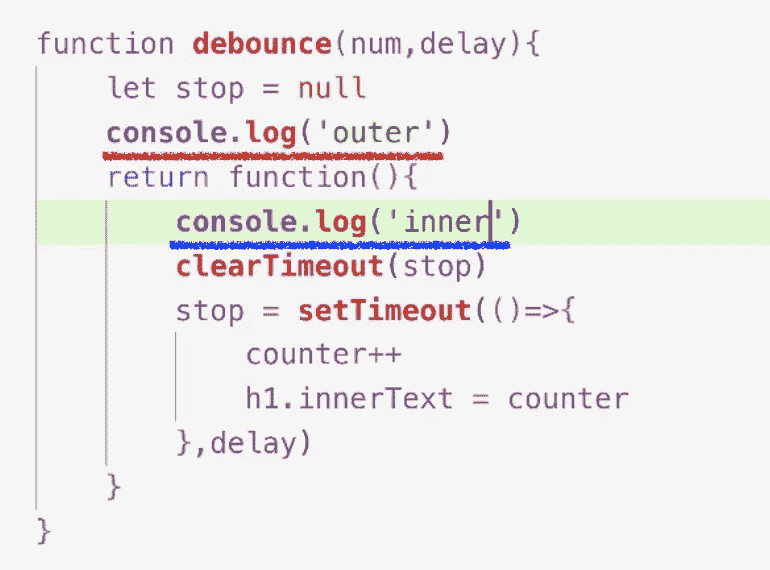 function debounce(num,delay){
let stop = null
console.log('outer')
return function(){
console.log('inner')
clearTimeout(stop)
stop = setTimeout(()=>{
counter++
h1.innerText = counter
},delay)
}
}